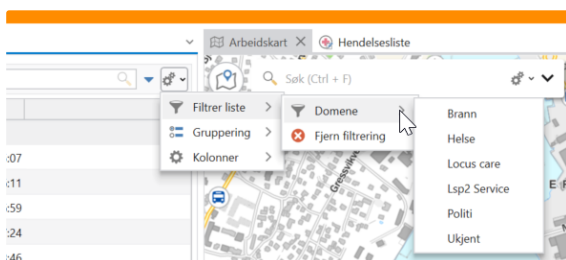 Arbeidskart
Hendelsesliste
Søk (Ctrl + F)
Filtrer liste
Domene
Brann
Gruppering
Fjern filtrering
Helse
Kolonner
Locus care
:07
:11
Lsp2 Service
:59
Politi
:24
Ukjent
:46
Gressvikv
E F